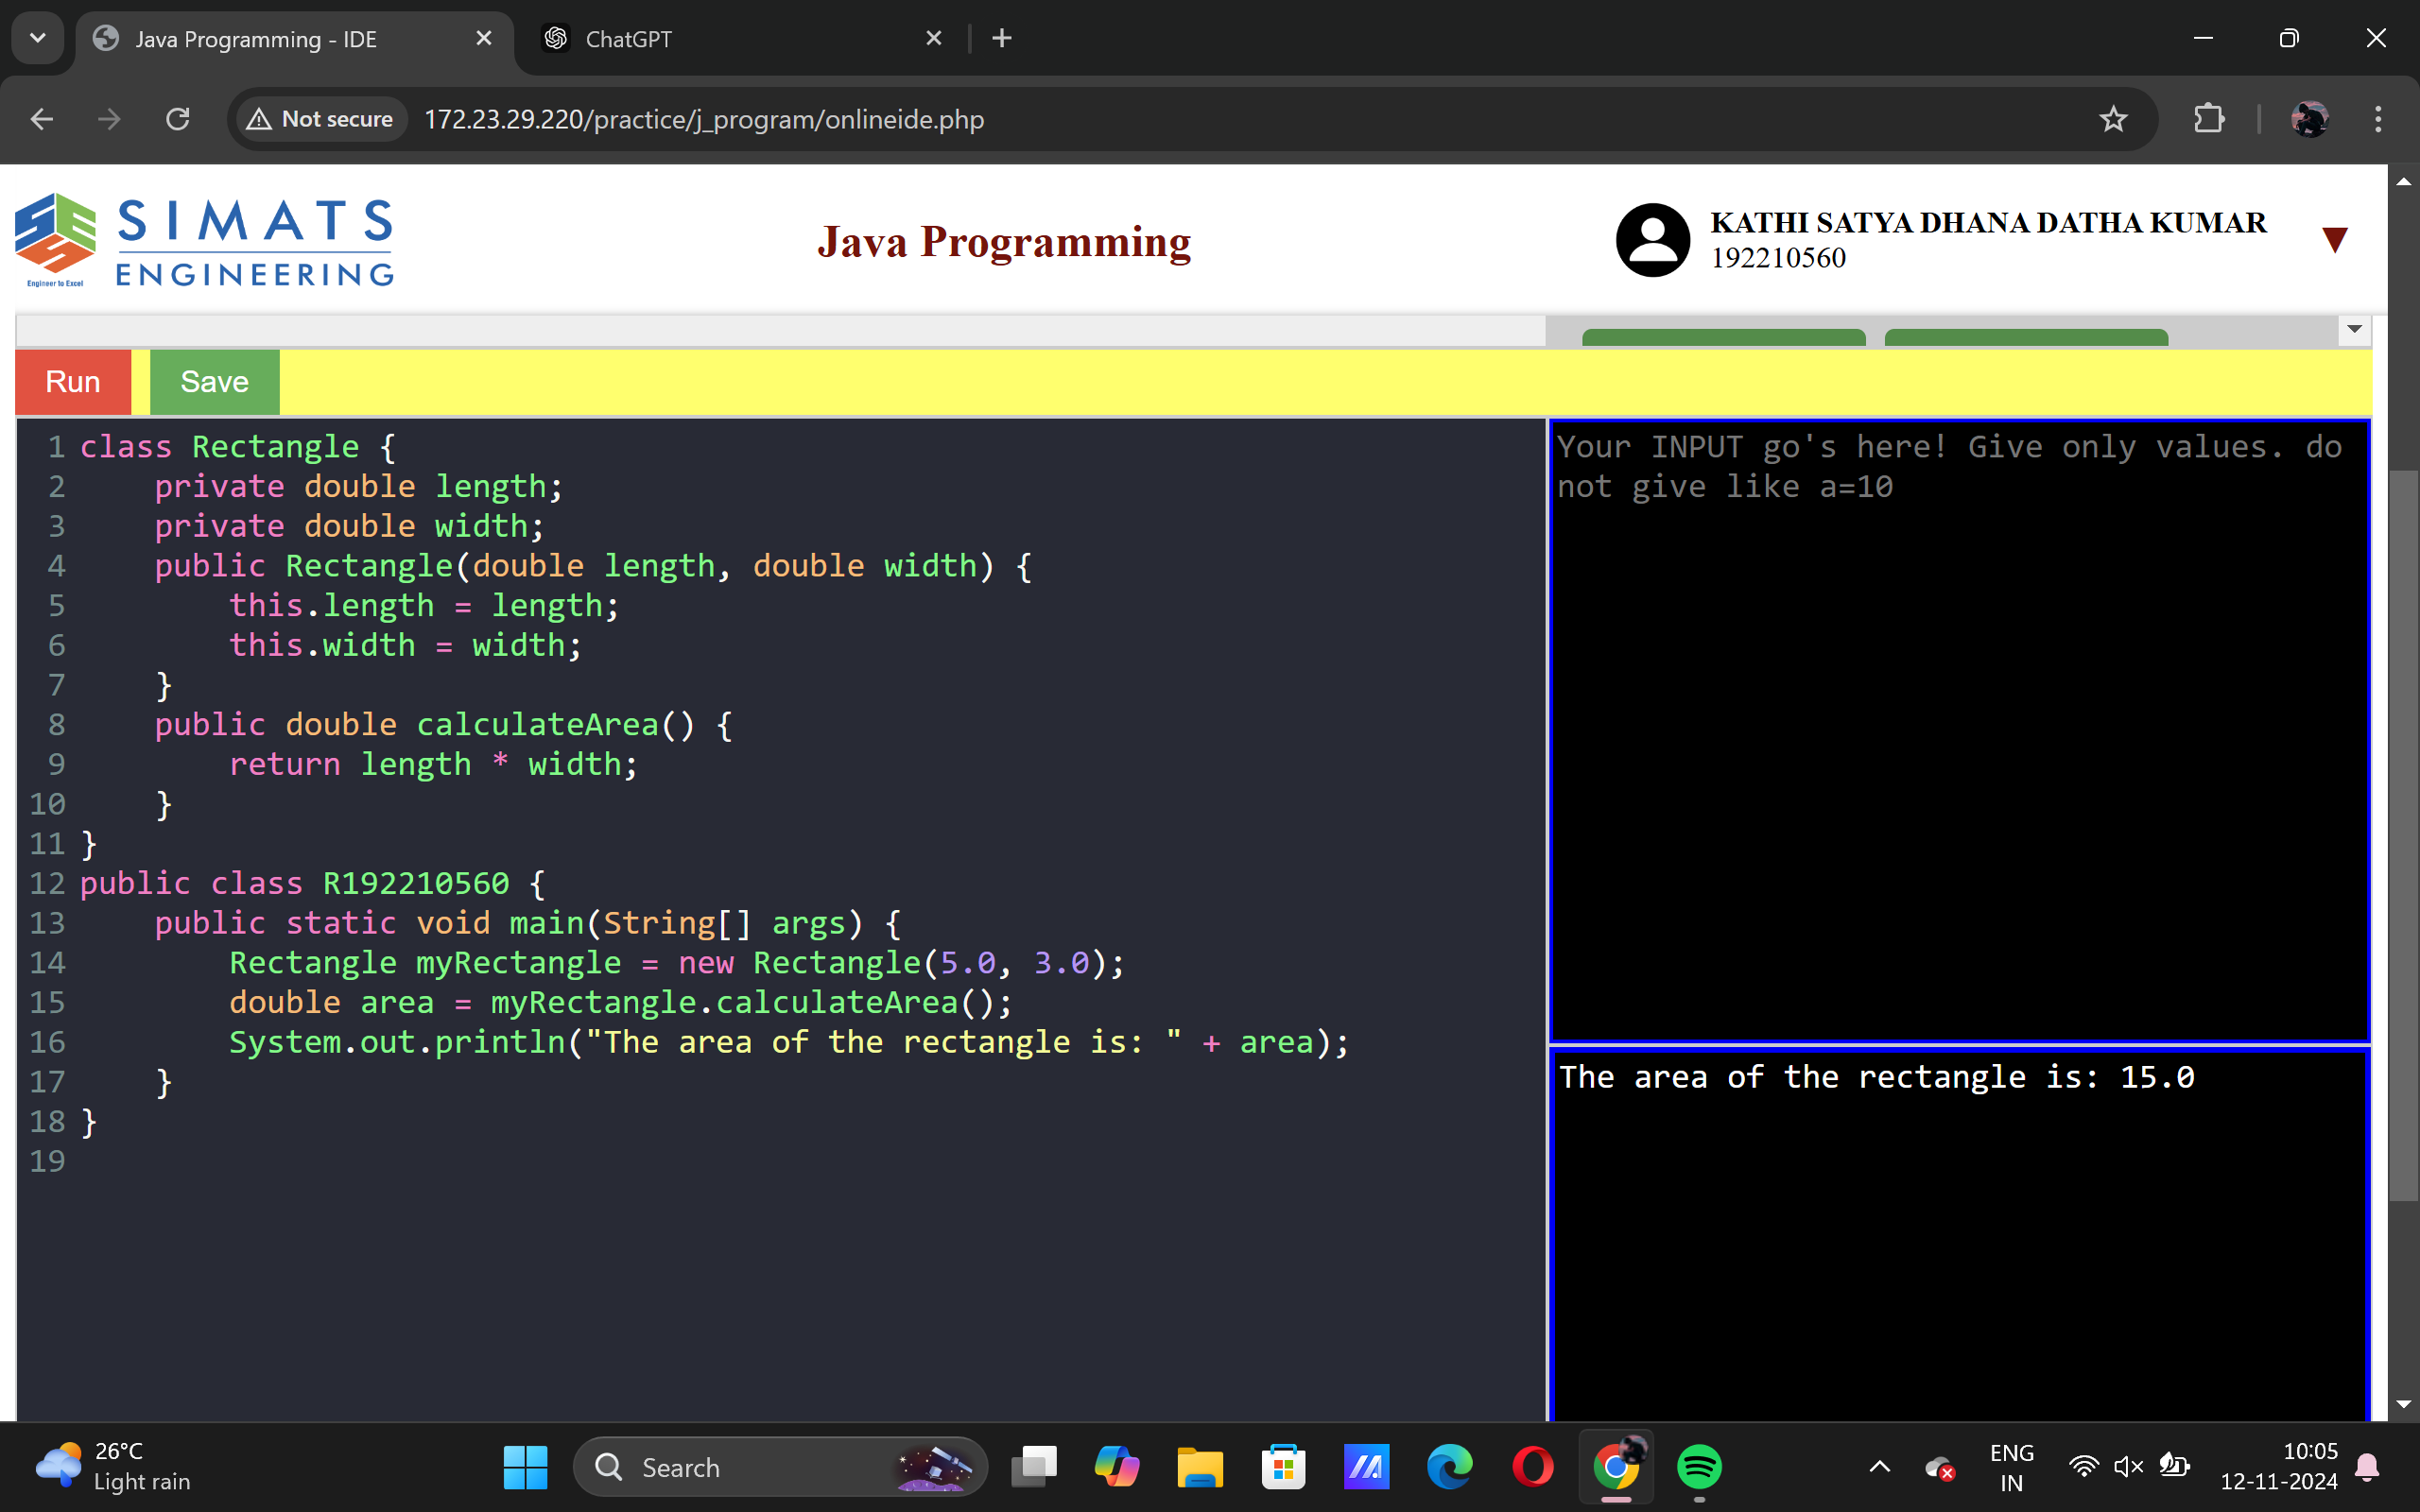 Java Programming - IDE
ChatGPT
Not secure
172.23.29.220/practice/j_program/onlineide.php
SIMATS
ENGINEERING
Engineer to Excel
Java Programming
KATHI SATYA DHANA DATHA KUMAR
192210560
Run
Save
1 class Rectangle {
2     private double length;
3     private double width;
4     public Rectangle(double length, double width) {
5         this.length = length;
6         this.width = width;
7     }
8     public double calculateArea() {
9         return length * width;
10     }
11 }
12 public class R192210560 {
13     public static void main(String[] args) {
14         Rectangle myRectangle = new Rectangle(5.0, 3.0);
15         double area = myRectangle.calculateArea();
16         System.out.println("The area of the rectangle is: " + area);
17     }
18 }
19
Your INPUT go's here! Give only values. do
not give like a=10
The area of the rectangle is: 15.0
26°C
Light rain
Search
ENG
IN
10:05
12-11-2024